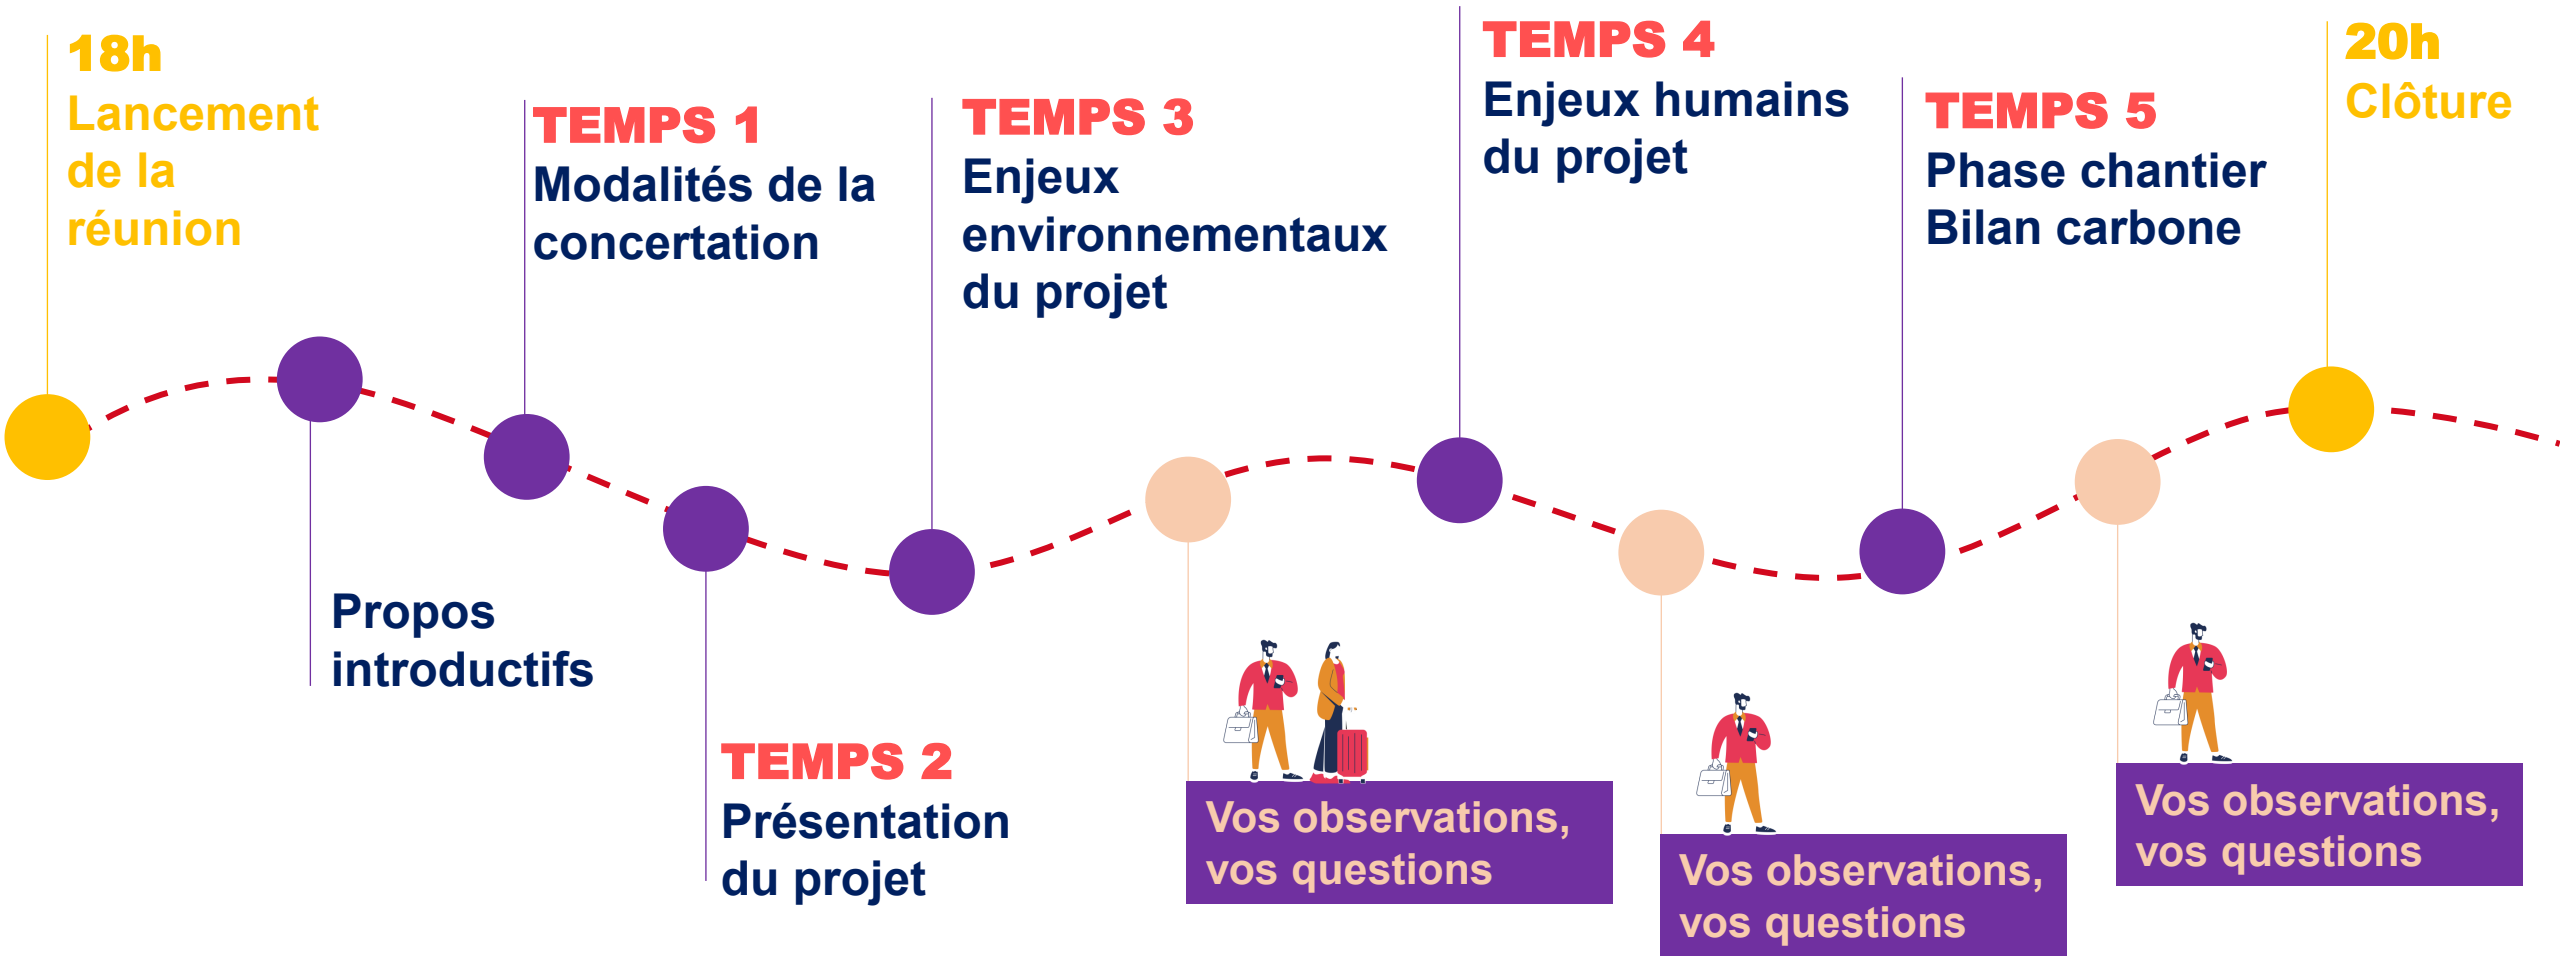 18h
Lancement
de la
réunion
Propos
introductifs
TEMPS 1
Modalités de la
concertation
TEMPS 2
Présentation
du projet
TEMPS 3
Enjeux
environnementaux
du projet
Vos observations,
vos questions
TEMPS 4
Enjeux humains
du projet
Vos observations,
vos questions
TEMPS 5
Phase chantier
Bilan carbone
Vos observations,
vos questions
20h
Clôture